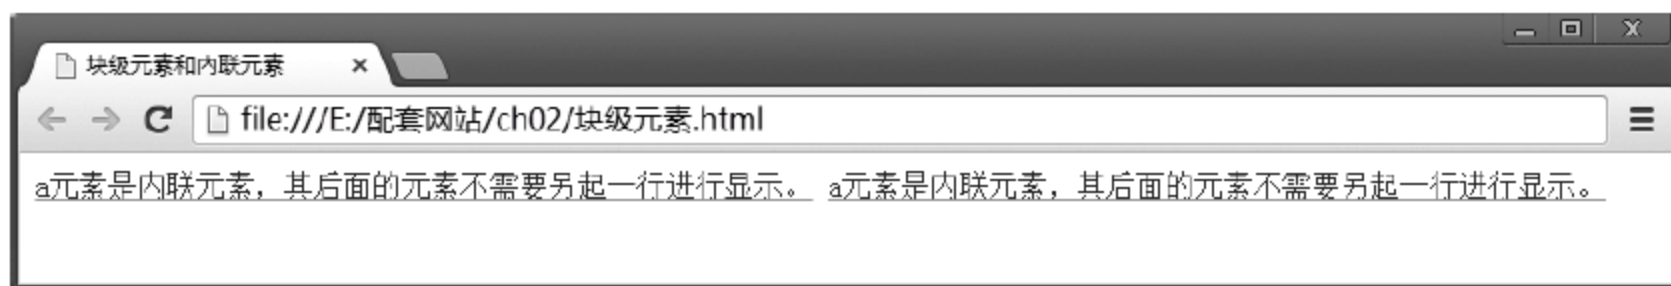 块级元素和内联元素
file:///E:/配套网站/ch02/块级元素.html
a元素是内联元素，其后面的元素不需要另起一行进行显示。 a元素是内联元素，其后面的元素不需要另起一行进行显示。